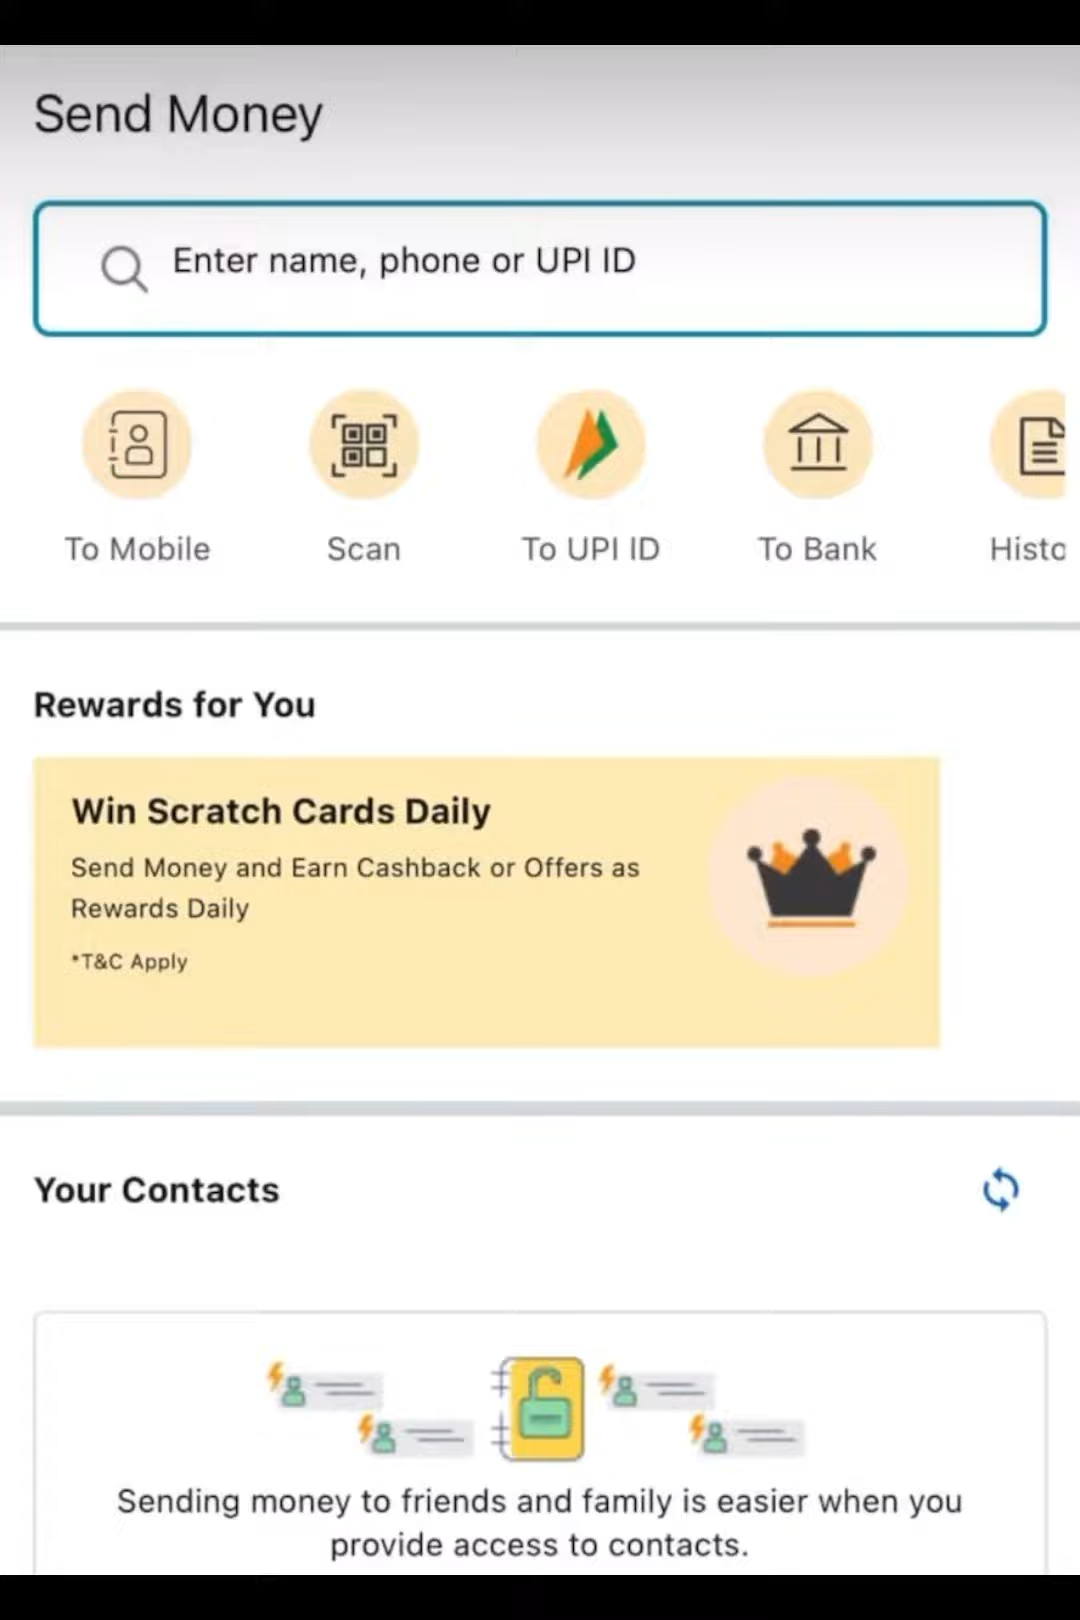 Send Money
Enter name, phone or UPI ID
To Mobile
Scan
To UPI ID
To Bank
Histo
Rewards for You
Win Scratch Cards Daily
Send Money and Earn Cashback or Offers as
Rewards Daily
*T&C Apply
Your Contacts
Sending money to friends and family is easier when you
provide access to contacts.